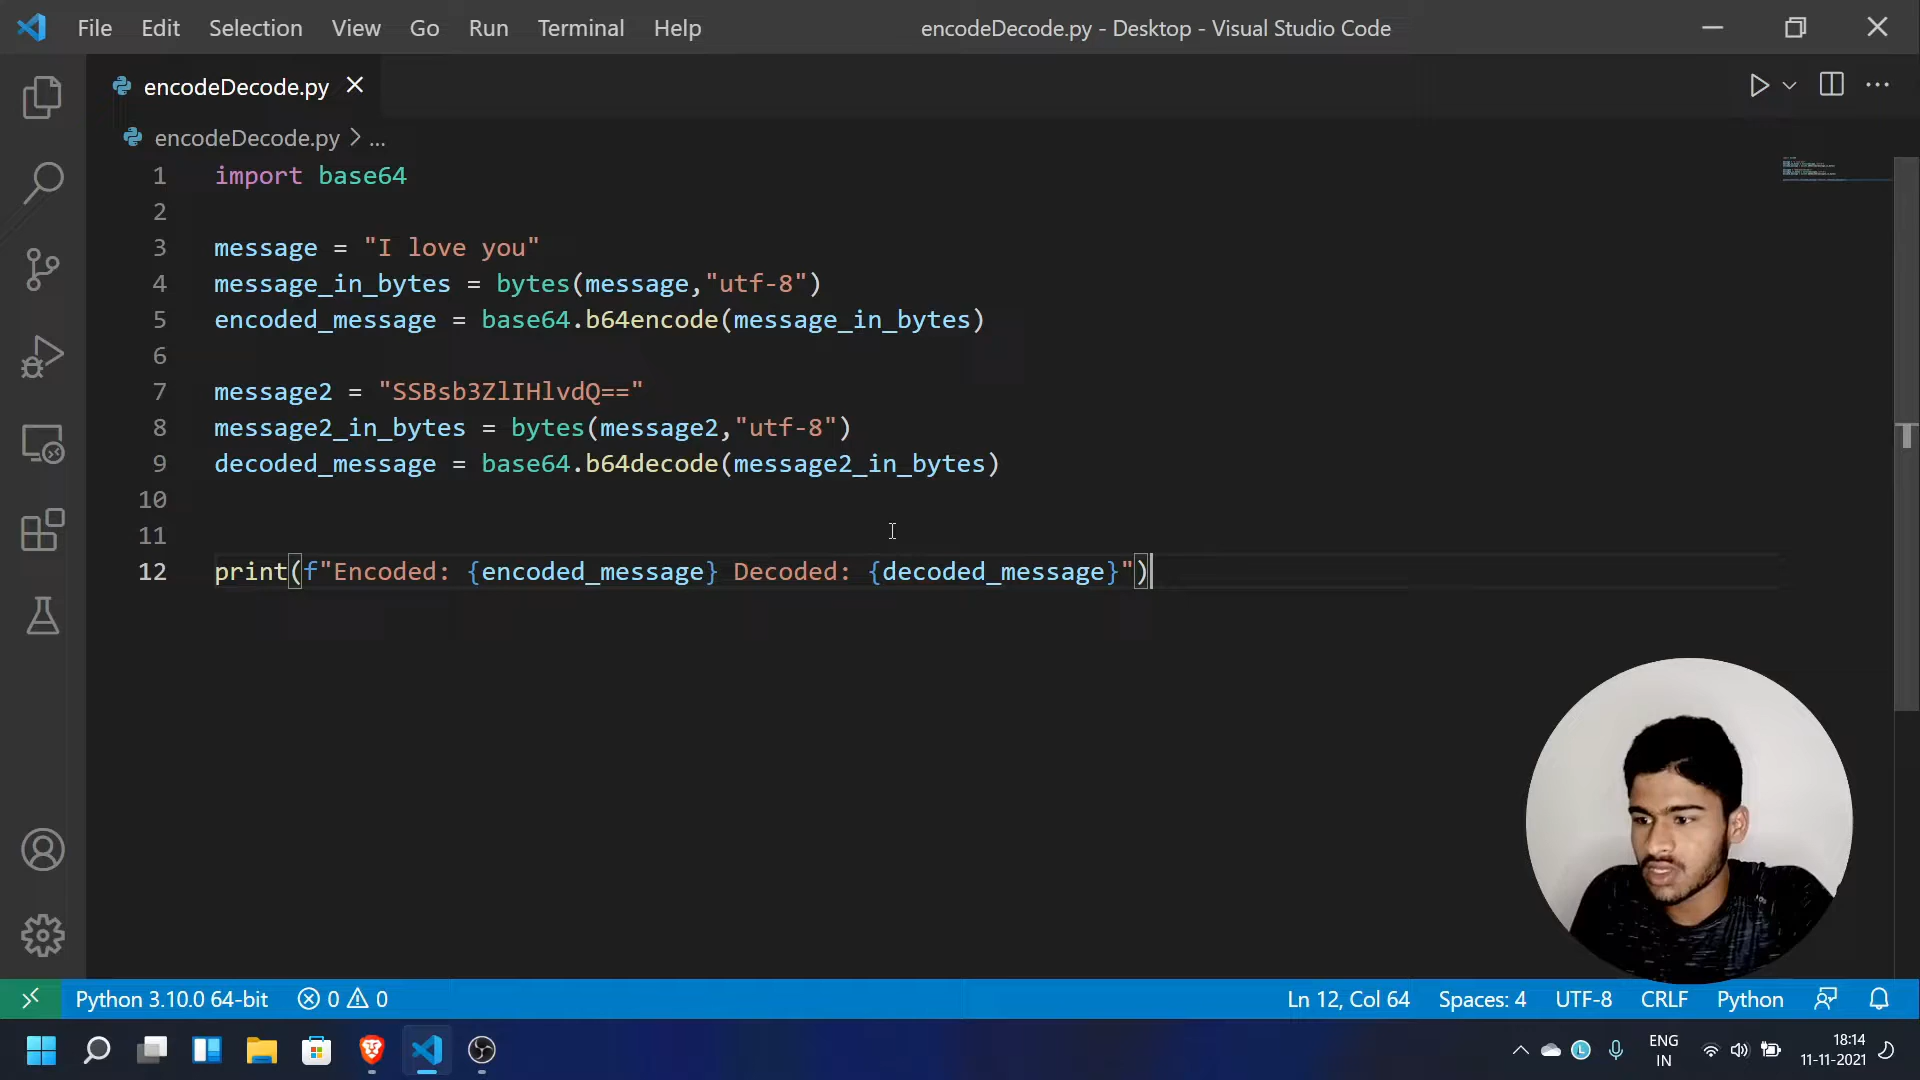 File Edit Selection View Go Run Terminal Help encodeDecode.py - Desktop - Visual Studio Code
encodeDecode.py
encodeDecode.py > ...
1 import base64
2
3 message = "I love you"
4 message_in_bytes = bytes(message,"utf-8")
5 encoded_message = base64.b64encode(message_in_bytes)
6
7 message2 = "SSBsb3ZlIHlvdQ=="
8 message2_in_bytes = bytes(message2,"utf-8")
9 decoded_message = base64.b64decode(message2_in_bytes)
10
11
12 print(f"Encoded: {encoded_message} Decoded: {decoded_message}")
Python 3.10.0 64-bit 0 0 Ln 12, Col 64 Spaces: 4 UTF-8 CRLF Python
ENG 18:14
IN 11-11-2021